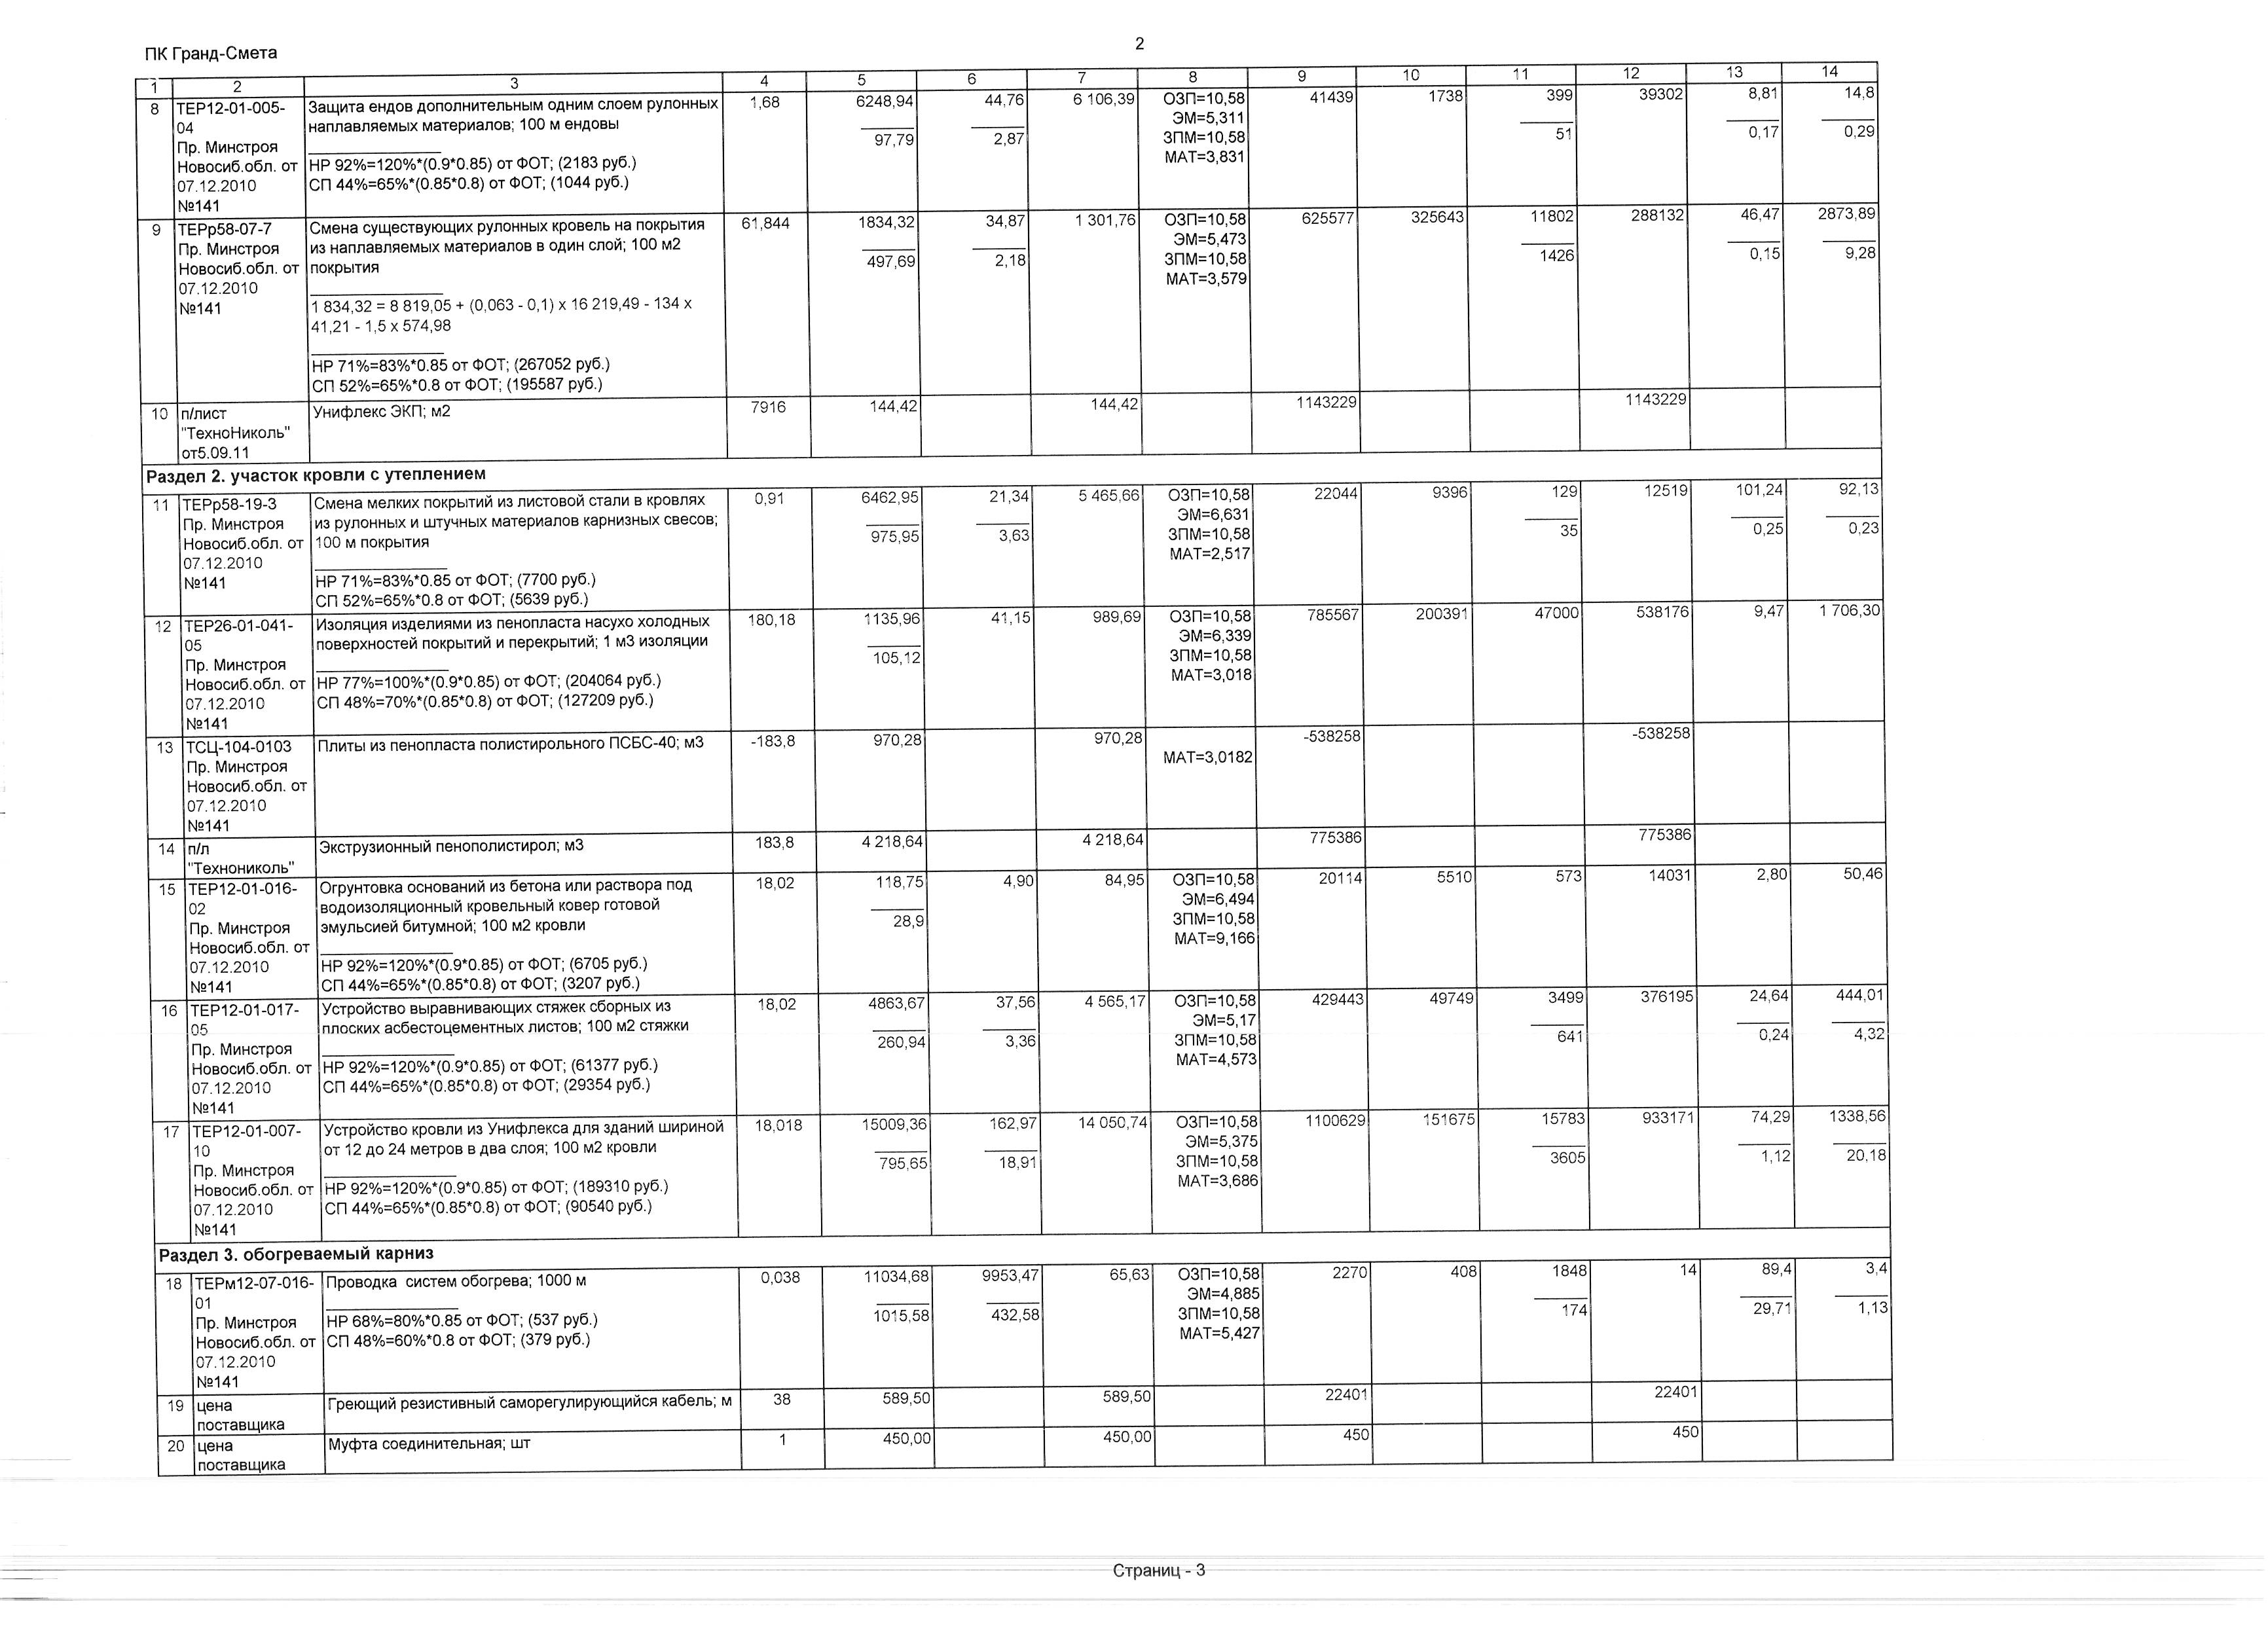 ПК Гранд-Смета
2
1 2 3 4 5 6 7 8 9 10 11 12 13 14
8 ТЕР12-01-005- Защита ендов дополнительным одним слоем рулонных 1,68 6248,94 44,76 6 106,39 ОЗП=10,58 41439 1738 399 39302 8,81 14,8
04 наплавляемых материалов; 100 м ендовы ЭМ=5,311
Пр. Минстроя 97,79 2,87 ЗПМ=10,58 51 0,17 0,29
Новосиб.обл. от НР 92%=120%*(0.9*0.85) от ФОТ; (2183 руб.) МАТ=3,831
07.12.2010 СП 44%=65%*(0.85*0.8) от ФОТ; (1044 руб.)
№141
9 ТЕРр58-07-7 Смена существующих рулонных кровель на покрытия 61,844 1834,32 34,87 1 301,76 ОЗП=10,58 625577 325643 11802 288132 46,47 2873,89
Пр. Минстроя из наплавляемых материалов в один слой; 100 м2 ЭМ=5,473
Новосиб.обл. от покрытия 497,69 2,18 ЗПМ=10,58 1426 0,15 9,28
07.12.2010 МАТ=3,579
№141 1 834,32 = 8 819,05 + (0,063 - 0,1) x 16 219,49 - 134 x
41,21 - 1,5 x 574,98
НР 71%=83%*0.85 от ФОТ; (267052 руб.)
СП 52%=65%*0.8 от ФОТ; (195587 руб.)
10 п/лист Унифлекс ЭКП; м2 7916 144,42 144,42 1143229 1143229
"ТехноНиколь"
от5.09.11
Раздел 2. участок кровли с утеплением
11 ТЕРр58-19-3 Смена мелких покрытий из листовой стали в кровлях 0,91 6462,95 21,34 5 465,66 ОЗП=10,58 22044 9396 129 12519 101,24 92,13
Пр. Минстроя из рулонных и штучных материалов карнизных свесов; ЭМ=6,631
Новосиб.обл. от 100 м покрытия 975,95 3,63 ЗПМ=10,58 35 0,25 0,23
07.12.2010 МАТ=2,517
№141 НР 71%=83%*0.85 от ФОТ; (7700 руб.)
СП 52%=65%*0.8 от ФОТ; (5639 руб.)
12 ТЕР26-01-041- Изоляция изделиями из пенопласта насухо холодных 180,18 1135,96 41,15 989,69 ОЗП=10,58 785567 200391 47000 538176 9,47 1 706,30
05 поверхностей покрытий и перекрытий; 1 м3 изоляции ЭМ=6,339
Пр. Минстроя 105,12 ЗПМ=10,58
Новосиб.обл. от НР 77%=100%*(0.9*0.85) от ФОТ; (204064 руб.) МАТ=3,018
07.12.2010 СП 48%=70%*(0.85*0.8) от ФОТ; (127209 руб.)
№141
13 ТСЦ-104-0103 Плиты из пенопласта полистирольного ПСБС-40; м3 -183,8 970,28 970,28 -538258 -538258
Пр. Минстроя МАТ=3,0182
Новосиб.обл. от
07.12.2010
№141
14 п/л Экструзионный пенополистирол; м3 183,8 4 218,64 4 218,64 775386 775386
"Технониколь"
15 ТЕР12-01-016- Огрунтовка оснований из бетона или раствора под 18,02 118,75 4,90 84,95 ОЗП=10,58 20114 5510 573 14031 2,80 50,46
02 водоизоляционный кровельный ковер готовой ЭМ=6,494
Пр. Минстроя эмульсией битумной; 100 м2 кровли 28,9 ЗПМ=10,58
Новосиб.обл. от МАТ=9,166
07.12.2010 НР 92%=120%*(0.9*0.85) от ФОТ; (6705 руб.)
№141 СП 44%=65%*(0.85*0.8) от ФОТ; (3207 руб.)
16 ТЕР12-01-017- Устройство выравнивающих стяжек сборных из 18,02 4863,67 37,56 4 565,17 ОЗП=10,58 429443 49749 3499 376195 24,64 444,01
05 плоских асбестоцементных листов; 100 м2 стяжки ЭМ=5,17
Пр. Минстроя 260,94 3,36 ЗПМ=10,58 641 0,24 4,32
Новосиб.обл. от НР 92%=120%*(0.9*0.85) от ФОТ; (61377 руб.) МАТ=4,573
07.12.2010 СП 44%=65%*(0.85*0.8) от ФОТ; (29354 руб.)
№141
17 ТЕР12-01-007- Устройство кровли из Унифлекса для зданий шириной 18,018 15009,36 162,97 14 050,74 ОЗП=10,58 1100629 151675 15783 933171 74,29 1338,56
10 от 12 до 24 метров в два слоя; 100 м2 кровли ЭМ=5,375
Пр. Минстроя 795,65 18,91 ЗПМ=10,58 3605 1,12 20,18
Новосиб.обл. от НР 92%=120%*(0.9*0.85) от ФОТ; (189310 руб.) МАТ=3,686
07.12.2010 СП 44%=65%*(0.85*0.8) от ФОТ; (90540 руб.)
№141
Раздел 3. обогреваемый карниз
18 ТЕРм12-07-016- Проводка систем обогрева; 1000 м 0,038 11034,68 9953,47 65,63 ОЗП=10,58 2270 408 1848 14 89,4 3,4
01 ЭМ=4,885
Пр. Минстроя НР 68%=80%*0.85 от ФОТ; (537 руб.) 1015,58 432,58 ЗПМ=10,58 174 29,71 1,13
Новосиб.обл. от СП 48%=60%*0.8 от ФОТ; (379 руб.) МАТ=5,427
07.12.2010
№141
19 цена Греющий резистивный саморегулирующийся кабель; м 38 589,50 589,50 22401 22401
поставщика
20 цена Муфта соединительная; шт 1 450,00 450,00 450 450
поставщика
Страниц - 3